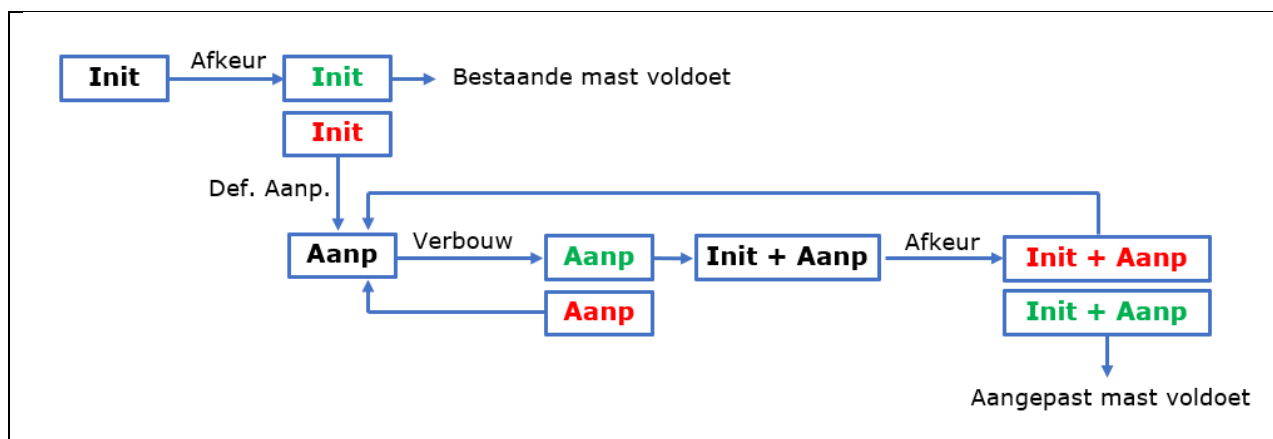 Afkeur
Init
Init
Bestaande mast voldoet
Init
Def. Aanp.
Aanp
Verbouw
Aanp
Init + Aanp
Afkeur
Init + Aanp
Aanp
Init + Aanp
Aangepast mast voldoet